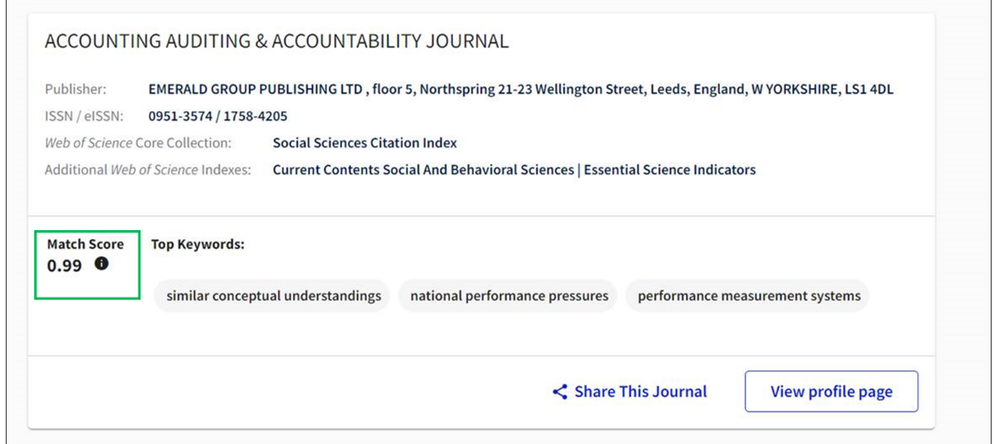 ACCOUNTING AUDITING & ACCOUNTABILITY JOURNAL
Publisher: EMERALD GROUP PUBLISHING LTD , floor 5, Northspring 21-23 Wellington Street, Leeds, England, W YORKSHIRE, LS1 4DL
ISSN / eISSN: 0951-3574 / 1758-4205
Web of Science Core Collection: Social Sciences Citation Index
Additional Web of Science Indexes: Current Contents Social And Behavioral Sciences | Essential Science Indicators
Match Score Top Keywords:
0.99
similar conceptual understandings national performance pressures performance measurement systems
Share This Journal View profile page